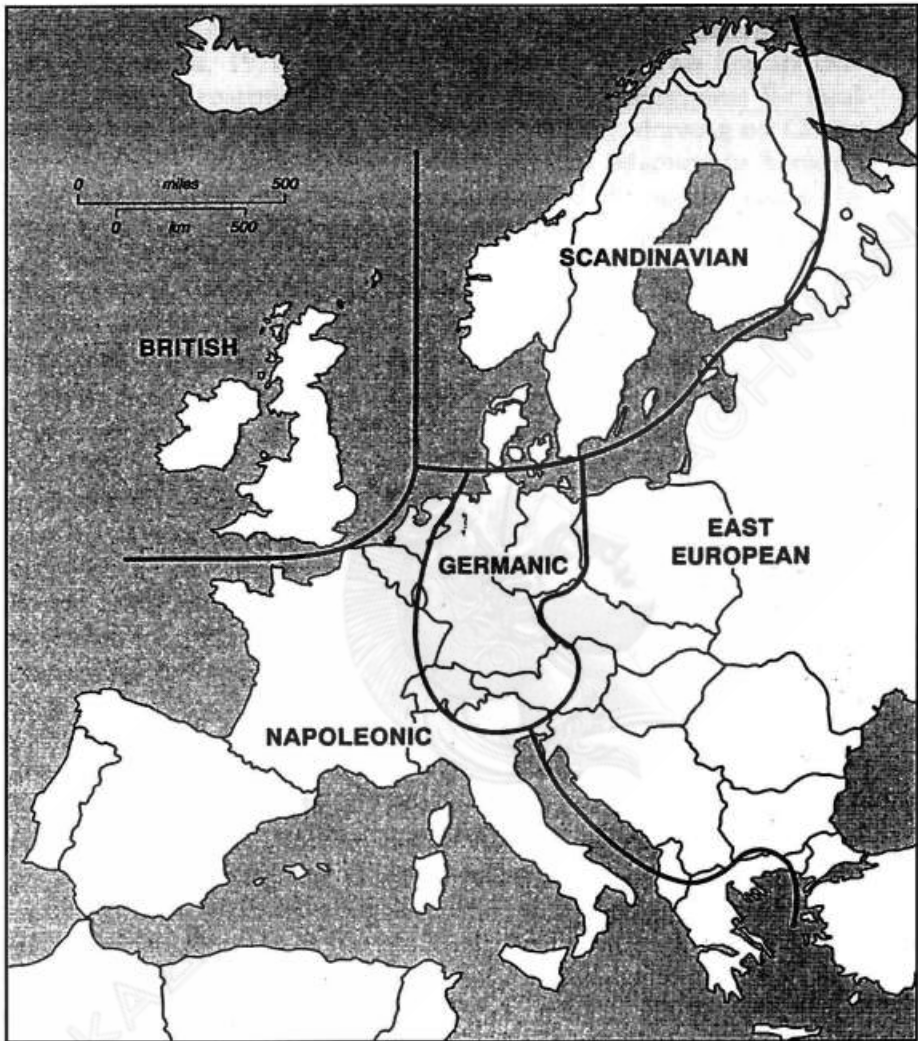 0 miles 500
0 km 500
SCANDINAVIAN
BRITISH
EAST
EUROPEAN
GERMANIC
NAPOLEONIC